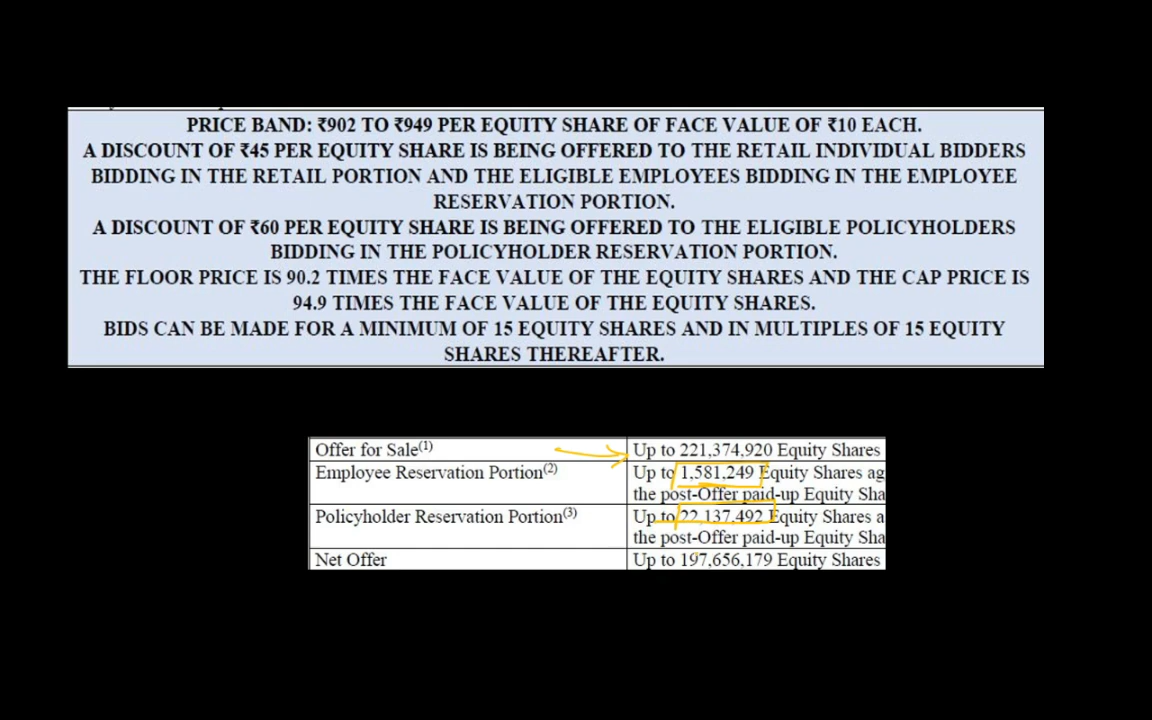 PRICE BAND: ₹902 TO ₹949 PER EQUITY SHARE OF FACE VALUE OF ₹10 EACH.
A DISCOUNT OF ₹45 PER EQUITY SHARE IS BEING OFFERED TO THE RETAIL INDIVIDUAL BIDDERS
BIDDING IN THE RETAIL PORTION AND THE ELIGIBLE EMPLOYEES BIDDING IN THE EMPLOYEE
RESERVATION PORTION.
A DISCOUNT OF ₹60 PER EQUITY SHARE IS BEING OFFERED TO THE ELIGIBLE POLICYHOLDERS
BIDDING IN THE POLICYHOLDER RESERVATION PORTION.
THE FLOOR PRICE IS 90.2 TIMES THE FACE VALUE OF THE EQUITY SHARES AND THE CAP PRICE IS
94.9 TIMES THE FACE VALUE OF THE EQUITY SHARES.
BIDS CAN BE MADE FOR A MINIMUM OF 15 EQUITY SHARES AND IN MULTIPLES OF 15 EQUITY
SHARES THEREAFTER.
Offer for Sale(1) Up to 221,374,920 Equity Shares
Employee Reservation Portion(2) Up to 1,581,249 Equity Shares ag
the post-Offer paid-up Equity Sha
Policyholder Reservation Portion(3) Up to 22,137,492 Equity Shares a
the post-Offer paid-up Equity Sha
Net Offer Up to 197,656,179 Equity Shares